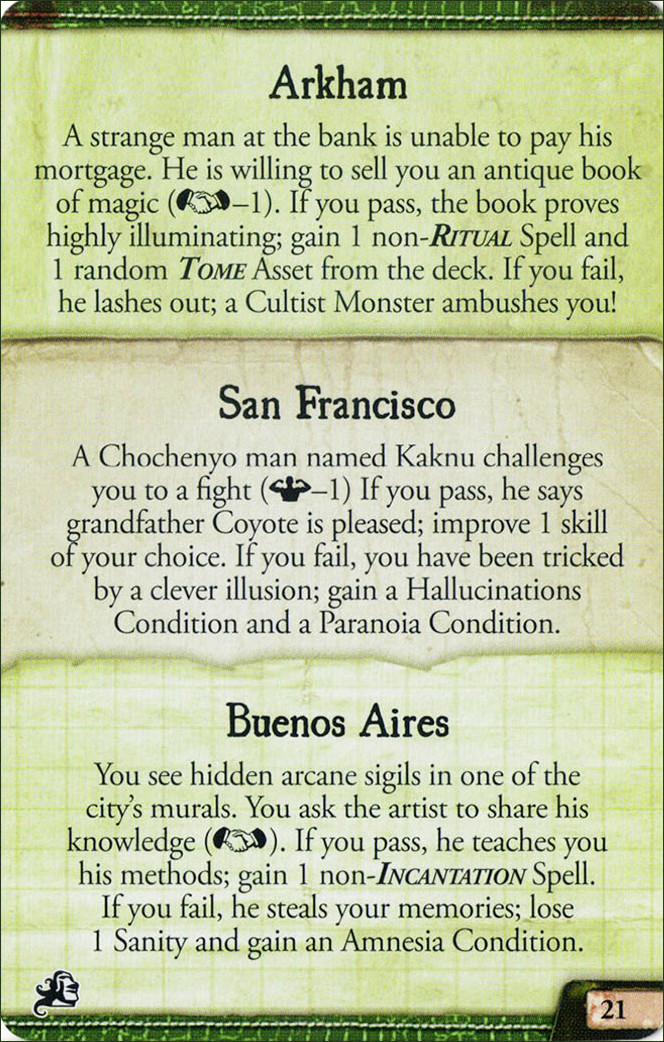 Arkham
A strange man at the bank is unable to pay his
mortgage. He is willing to sell you an antique book
of magic (–1). If you pass, the book proves
highly illuminating; gain 1 non-RITUAL Spell and
1 random TOME Asset from the deck. If you fail,
he lashes out; a Cultist Monster ambushes you!
San Francisco
A Chochenyo man named Kaknu challenges
you to a fight (–1) If you pass, he says
grandfather Coyote is pleased; improve 1 skill
of your choice. If you fail, you have been tricked
by a clever illusion; gain a Hallucinations
Condition and a Paranoia Condition.
Buenos Aires
You see hidden arcane sigils in one of the
city's murals. You ask the artist to share his
knowledge (). If you pass, he teaches you
his methods; gain 1 non-INCANTATION Spell.
If you fail, he steals your memories; lose
1 Sanity and gain an Amnesia Condition.
21